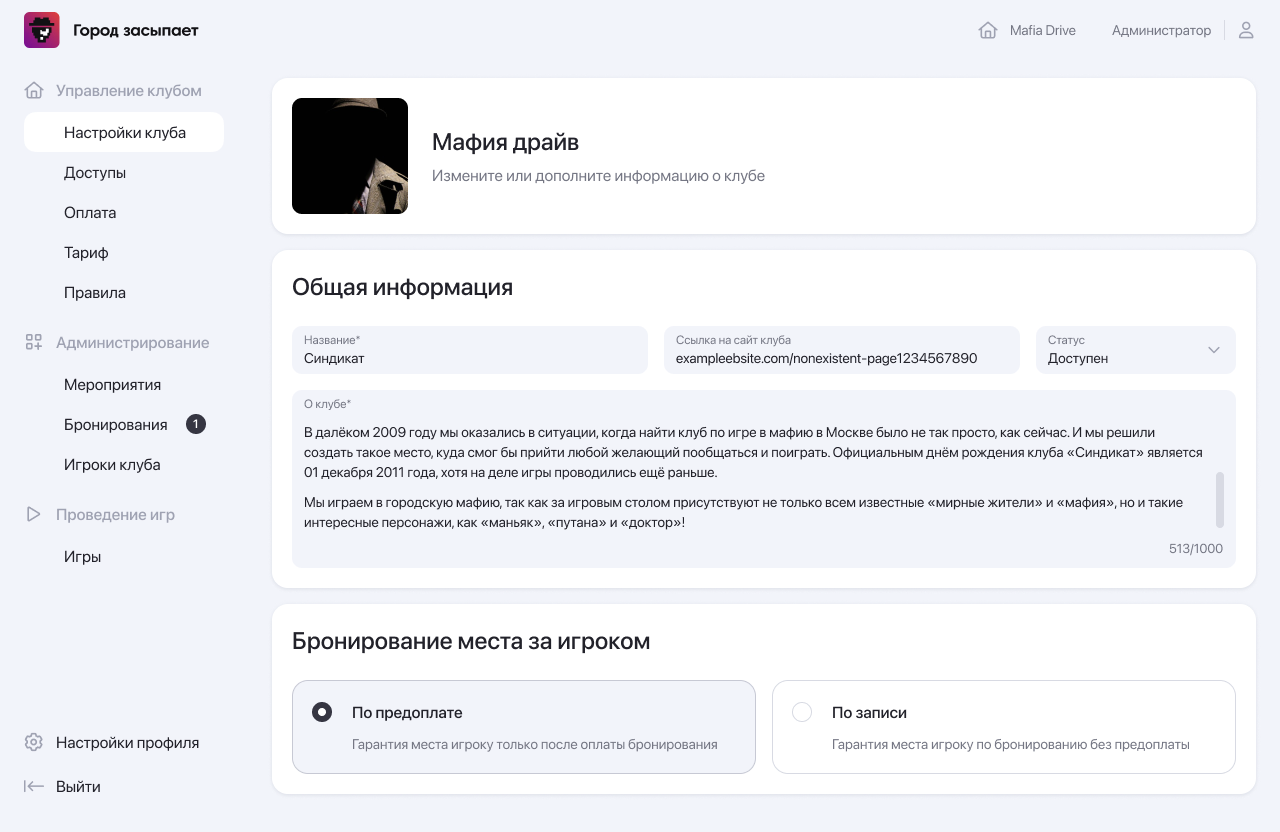 Город засыпает
Mafia Drive
Администратор
Управление клубом
Настройки клуба
Доступы
Оплата
Тариф
Правила
Администрирование
Мероприятия
Бронирования 1
Игроки клуба
Проведение игр
Игры
Настройки профиля
Выйти
Мафия драйв
Измените или дополните информацию о клубе
Общая информация
Название*
Синдикат
Ссылка на сайт клуба
exampleebsite.com/nonexistent-page1234567890
Статус
Доступен
О клубе*
В далёком 2009 году мы оказались в ситуации, когда найти клуб по игре в мафию в Москве было не так просто, как сейчас. И мы решили
создать такое место, куда смог бы прийти любой желающий пообщаться и поиграть. Официальным днём рождения клуба «Синдикат» является
01 декабря 2011 года, хотя на деле игры проводились ещё раньше.
Мы играем в городскую мафию, так как за игровым столом присутствуют не только всем известные «мирные жители» и «мафия», но и такие
интересные персонажи, как «маньяк», «путана» и «доктор»!
513/1000
Бронирование места за игроком
По предоплате
Гарантия места игроку только после оплаты бронирования
По записи
Гарантия места игроку по бронированию без предоплаты